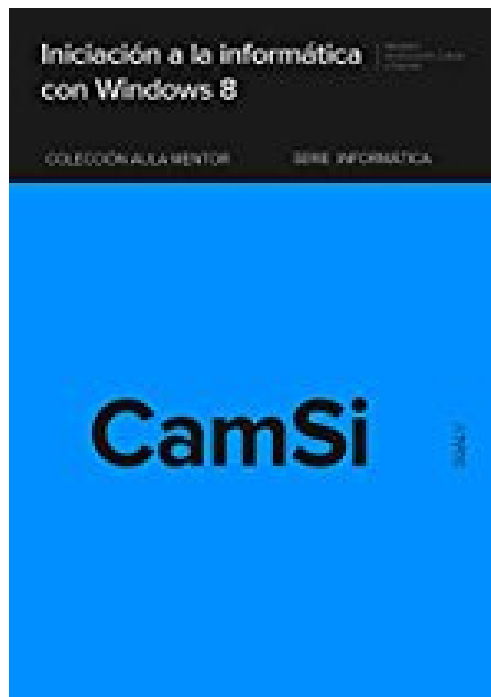 Iniciación a la informática
con Windows 8
COLECCIÓN AULA MENTOR
SERIE INFORMÁTICA
CamSi